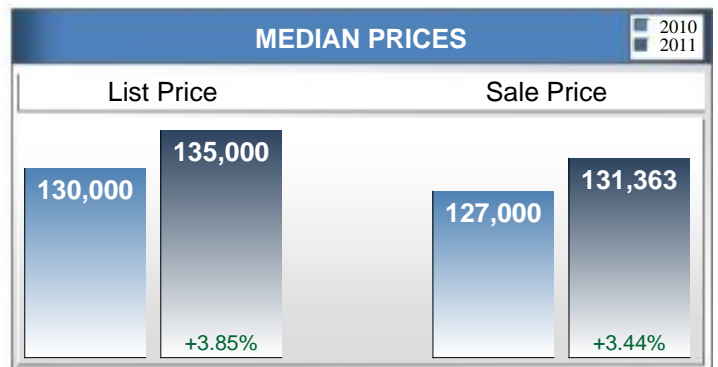 MEDIAN PRICES
2010
2011
List Price
Sale Price
130,000
135,000
+3.85%
127,000
131,363
+3.44%